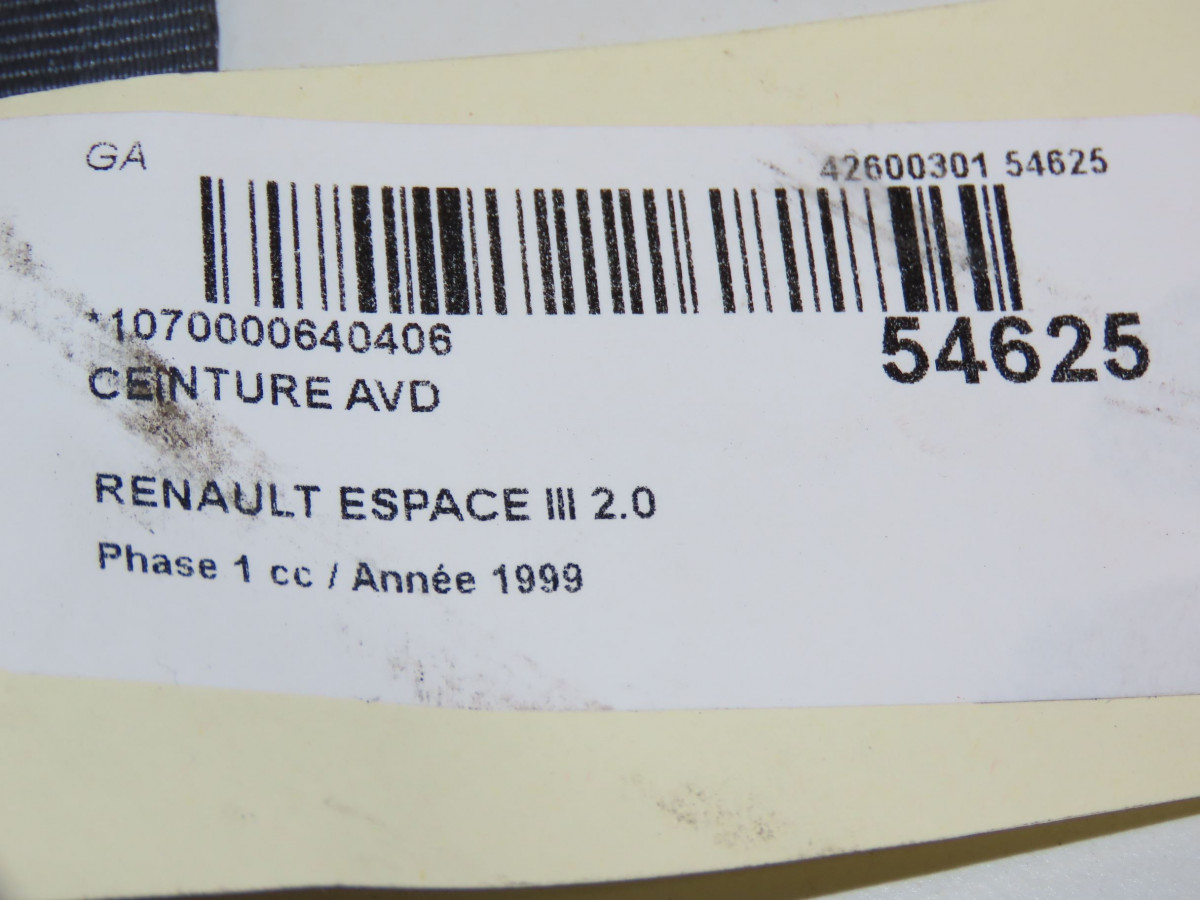 GA
42600301 54625
*1070000640406
54625
CEINTURE AVD
RENAULT ESPACE III 2.0
Phase 1 cc / Année 1999